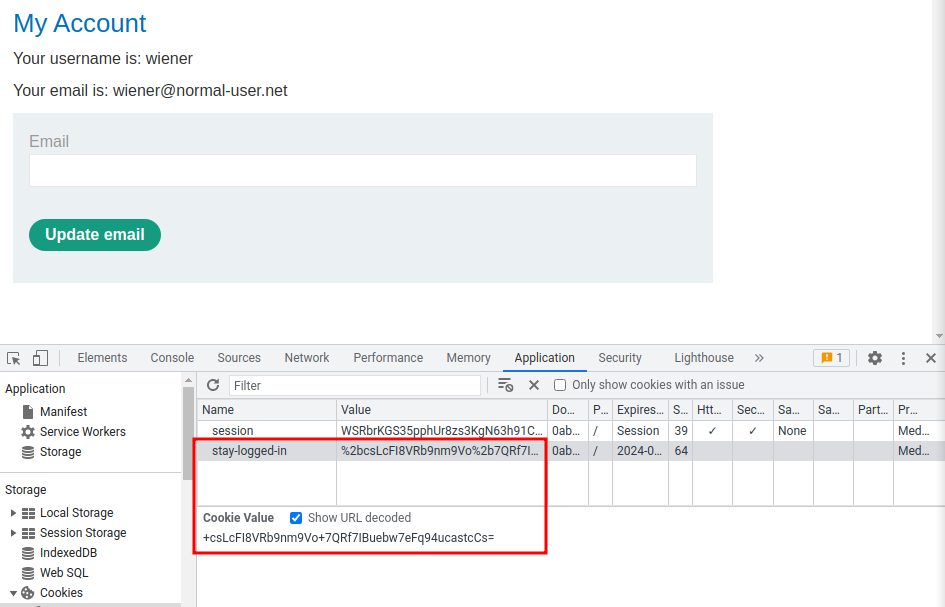 My Account
Your username is: wiener
Your email is: wiener@normal-user.net
Email
Update email
Elements Console Sources Network Performance Memory Application Security Lighthouse » 1
Application
Manifest
Service Workers
Storage
Storage
Local Storage
Session Storage
IndexedDB
Web SQL
Cookies
Filter Only show cookies with an issue
Name Value Do... P... Expires... S... Htt... Sec... Sa... Sa... Part... Pr...
session WSRbrKGS35pphUr8zs3KgN63h91C... 0ab... / Session 39 ✓ ✓ None Med...
stay-logged-in %2bcsLcFI8VRb9nm9Vo%2b7QRf7I... 0ab... / 2024-0... 64 Med...
Cookie Value Show URL decoded
+csLcFI8VRb9nm9Vo+7QRf7IBuebw7eFq94ucastcCs=